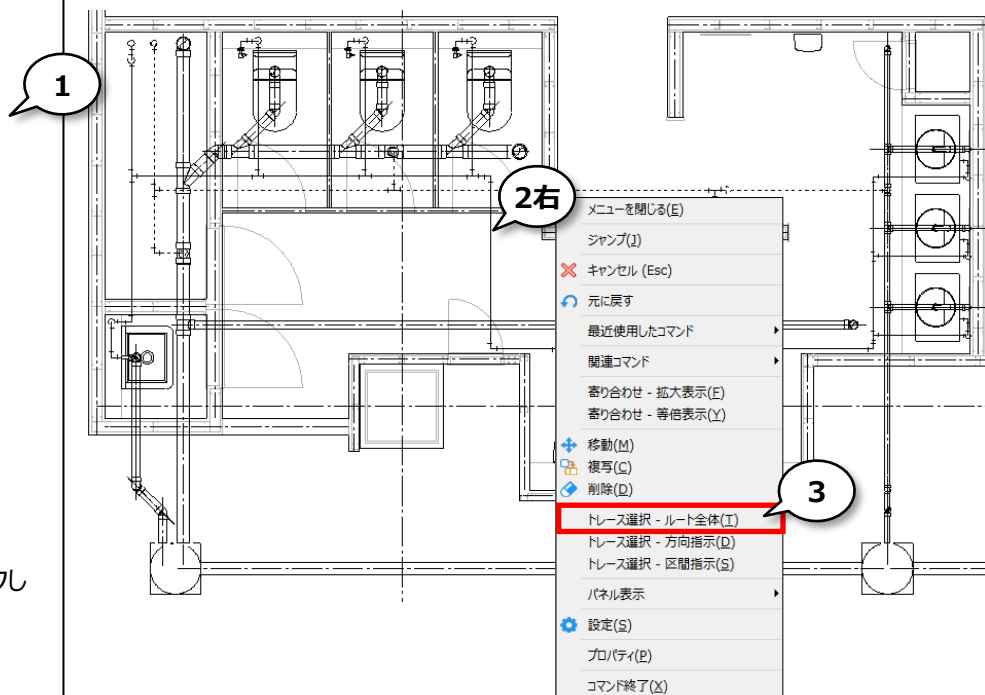 1
2右
メニューを閉じる(E)
ジャンプ(J)
キャンセル (Esc)
元に戻す
最近使用したコマンド
関連コマンド
寄り合わせ - 拡大表示(F)
寄り合わせ - 等倍表示(Y)
移動(M)
複写(C)
削除(D)
3
トレース選択 - ルート全体(T)
トレース選択 - 方向指示(D)
トレース選択 - 区間指示(S)
クし
パネル表示
設定(S)
プロパティ(P)
コマンド終了(X)